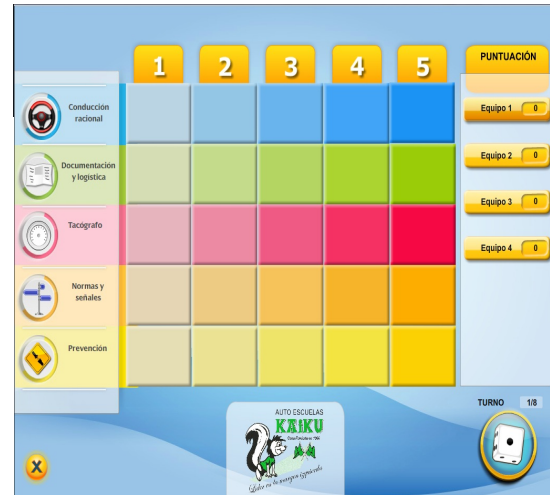 1 2 3 4 5
PUNTUACIÓN
Conducción
racional
Equipo 1 0
Documentación
y logística
Equipo 2 0
Tacógrafo
Equipo 3 0
Equipo 4 0
Normas y
señales
Prevención
TURNO 1/8
AUTO ESCUELAS
KAIKU
X